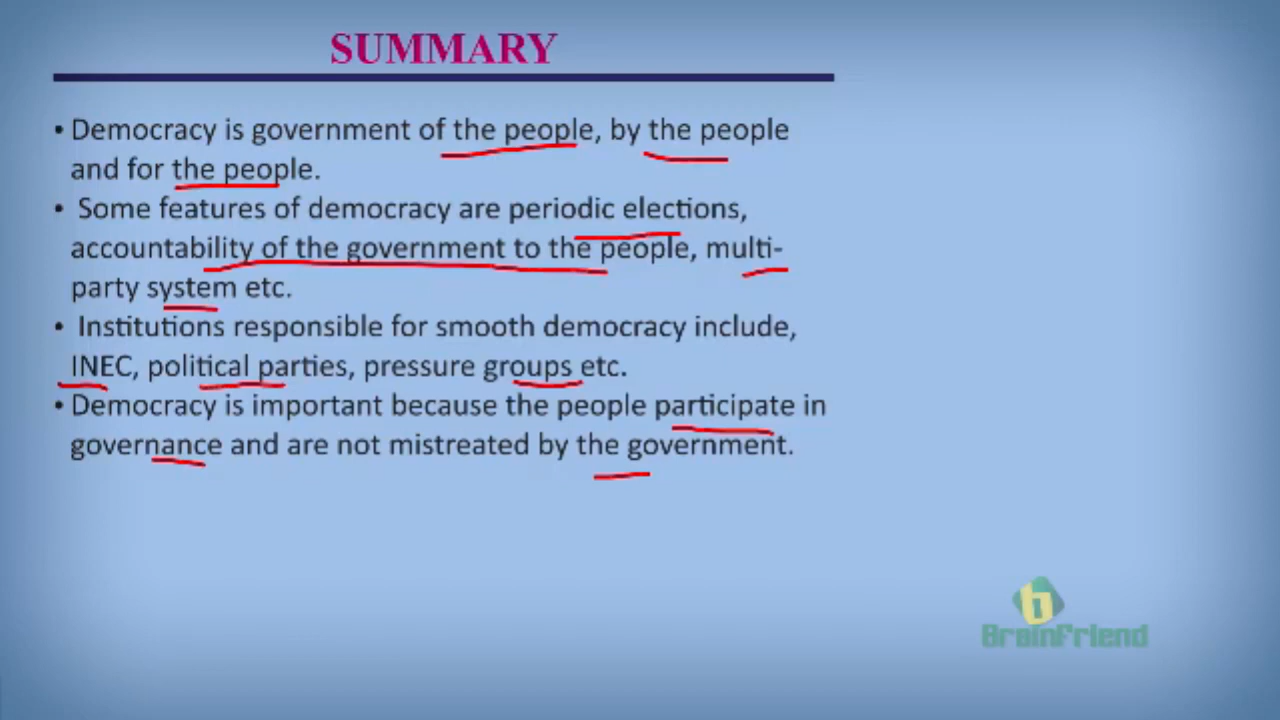 SUMMARY
• Democracy is government of the people, by the people
and for the people.
• Some features of democracy are periodic elections,
accountability of the government to the people, multi-
party system etc.
• Institutions responsible for smooth democracy include,
INEC, political parties, pressure groups etc.
• Democracy is important because the people participate in
governance and are not mistreated by the government.
b
BrainFriend